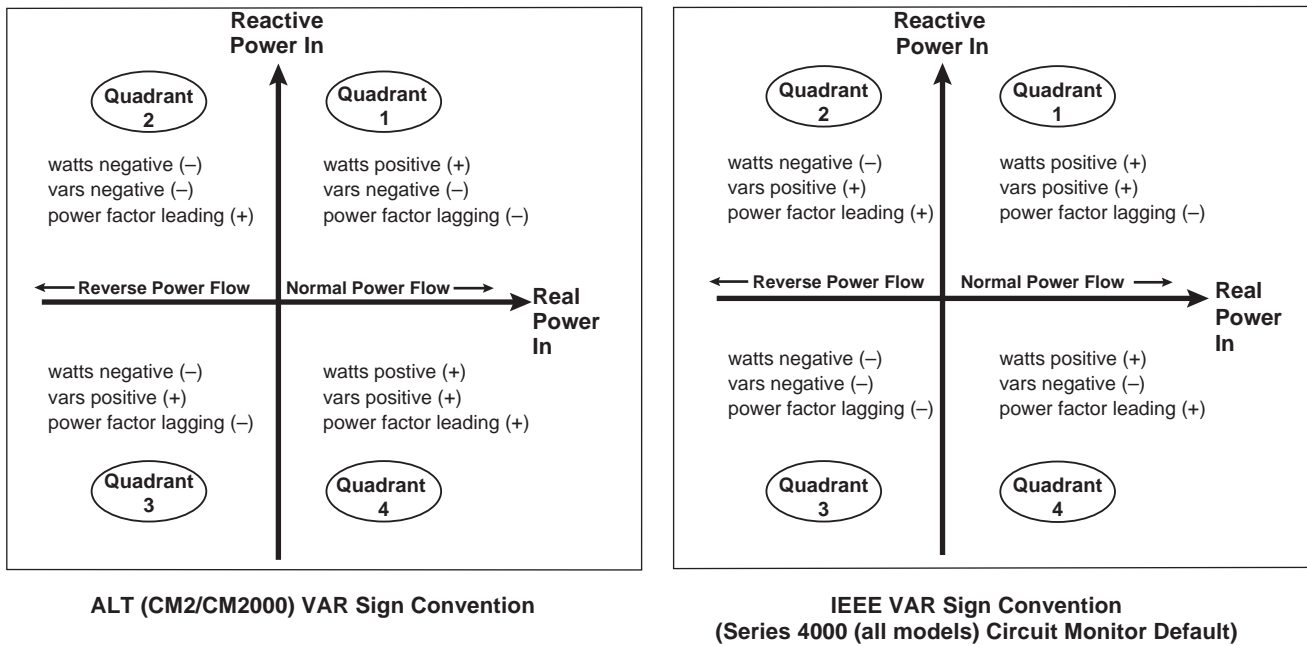 Reactive
Power In
Quadrant
2
Quadrant
1
watts negative (–)
vars negative (–)
power factor leading (+)
watts positive (+)
vars negative (–)
power factor lagging (–)
Reverse Power Flow
Normal Power Flow
Real
Power
In
watts negative (–)
vars positive (+)
power factor lagging (–)
watts postive (+)
vars positive (+)
power factor leading (+)
Quadrant
3
Quadrant
4
ALT (CM2/CM2000) VAR Sign Convention
Reactive
Power In
Quadrant
2
Quadrant
1
watts negative (–)
vars positive (+)
power factor leading (+)
watts positive (+)
vars positive (+)
power factor lagging (–)
Reverse Power Flow
Normal Power Flow
Real
Power
In
watts negative (–)
vars negative (–)
power factor lagging (–)
watts positive (+)
vars negative (–)
power factor leading (+)
Quadrant
3
Quadrant
4
IEEE VAR Sign Convention
(Series 4000 (all models) Circuit Monitor Default)